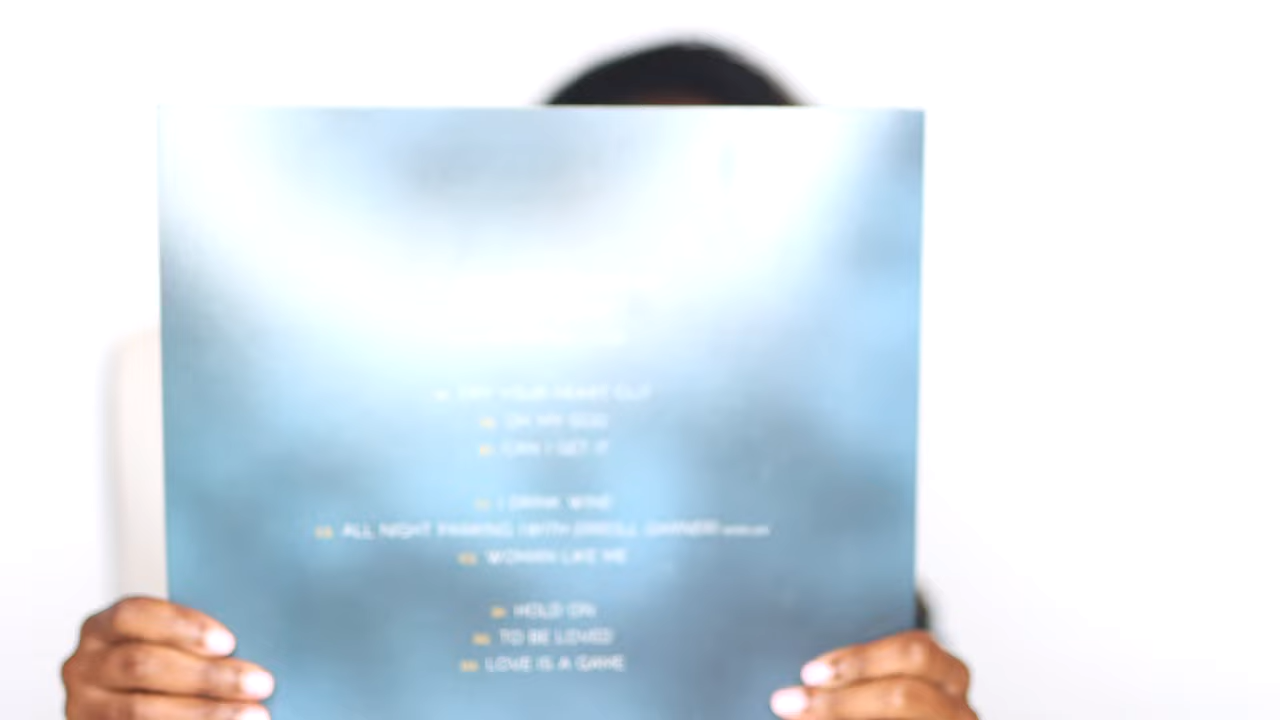 CRY YOUR HEART OUT
OH MY GOD
CAN I GET IT
I DRINK WINE
ALL NIGHT PARKING (WITH ERROLL GARNER)
WOMAN LIKE ME
HOLD ON
TO BE LOVED
LOVE IS A GAME